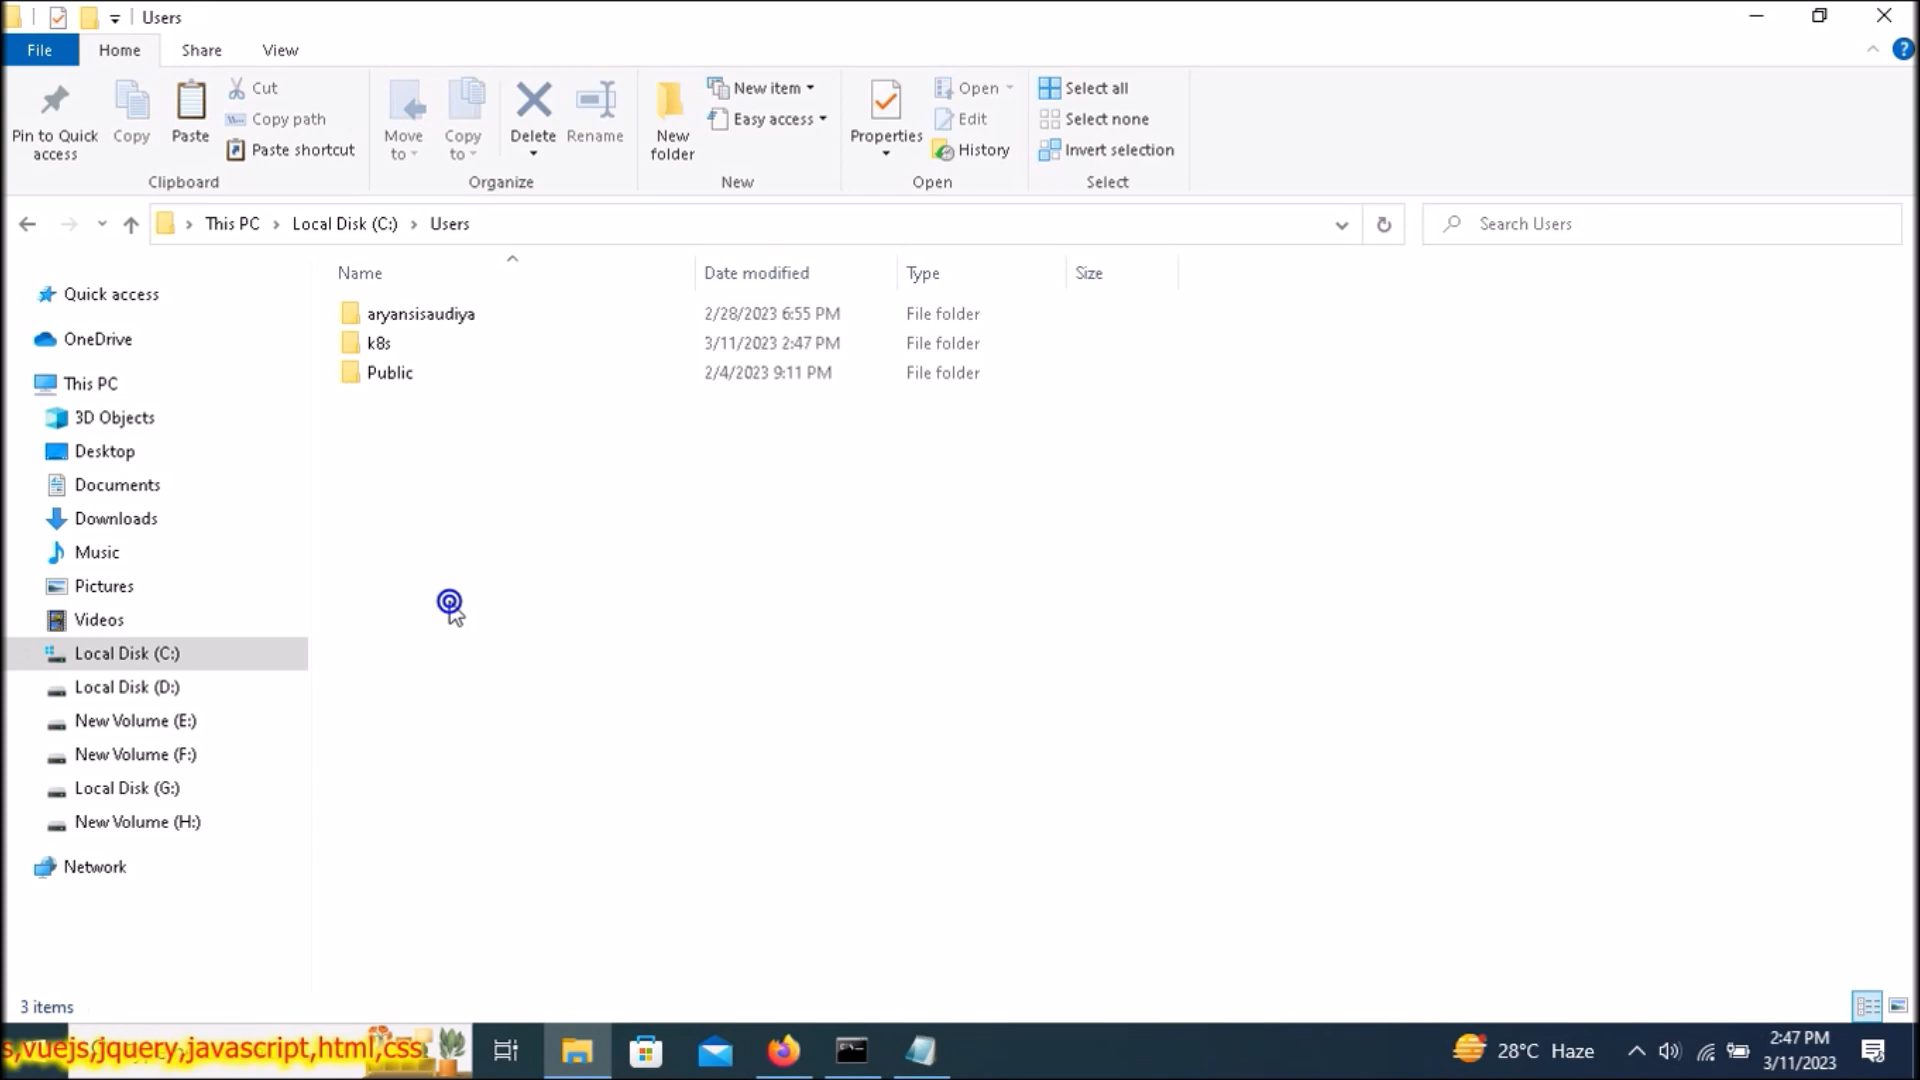 Users
File Home Share View
Pin to Quick access
Copy
Paste
Cut
Copy path
Paste shortcut
Clipboard
Move to
Copy to
Delete
Rename
Organize
New folder
New item
Easy access
New
Properties
Open
Edit
History
Open
Select all
Select none
Invert selection
Select
This PC > Local Disk (C:) > Users
Search Users
Name Date modified Type Size
aryansisaudiya 2/28/2023 6:55 PM File folder
k8s 3/11/2023 2:47 PM File folder
Public 2/4/2023 9:11 PM File folder
Quick access
OneDrive
This PC
3D Objects
Desktop
Documents
Downloads
Music
Pictures
Videos
Local Disk (C:)
Local Disk (D:)
New Volume (E:)
New Volume (F:)
Local Disk (G:)
New Volume (H:)
Network
3 items
s,vuejs,jquery,javascript,html,css
28°C Haze
2:47 PM
3/11/2023